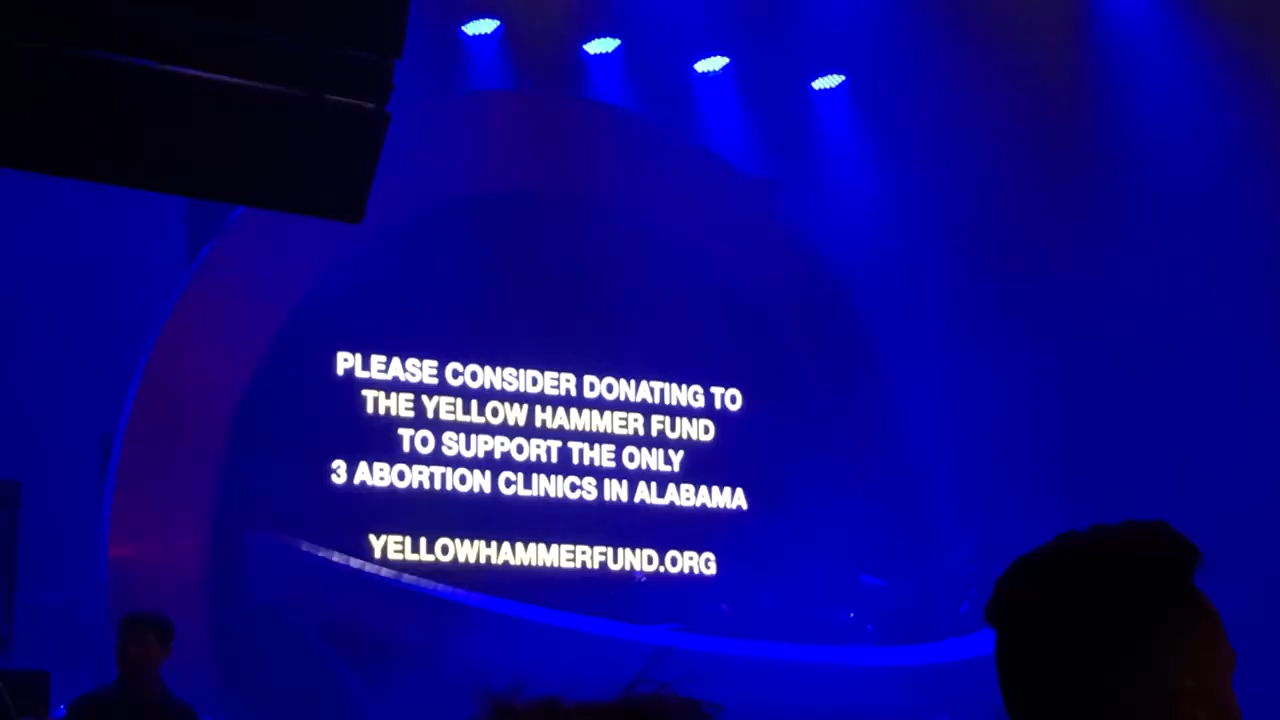 PLEASE CONSIDER DONATING TO
THE YELLOW HAMMER FUND
TO SUPPORT THE ONLY
3 ABORTION CLINICS IN ALABAMA
YELLOWHAMMERFUND.ORG